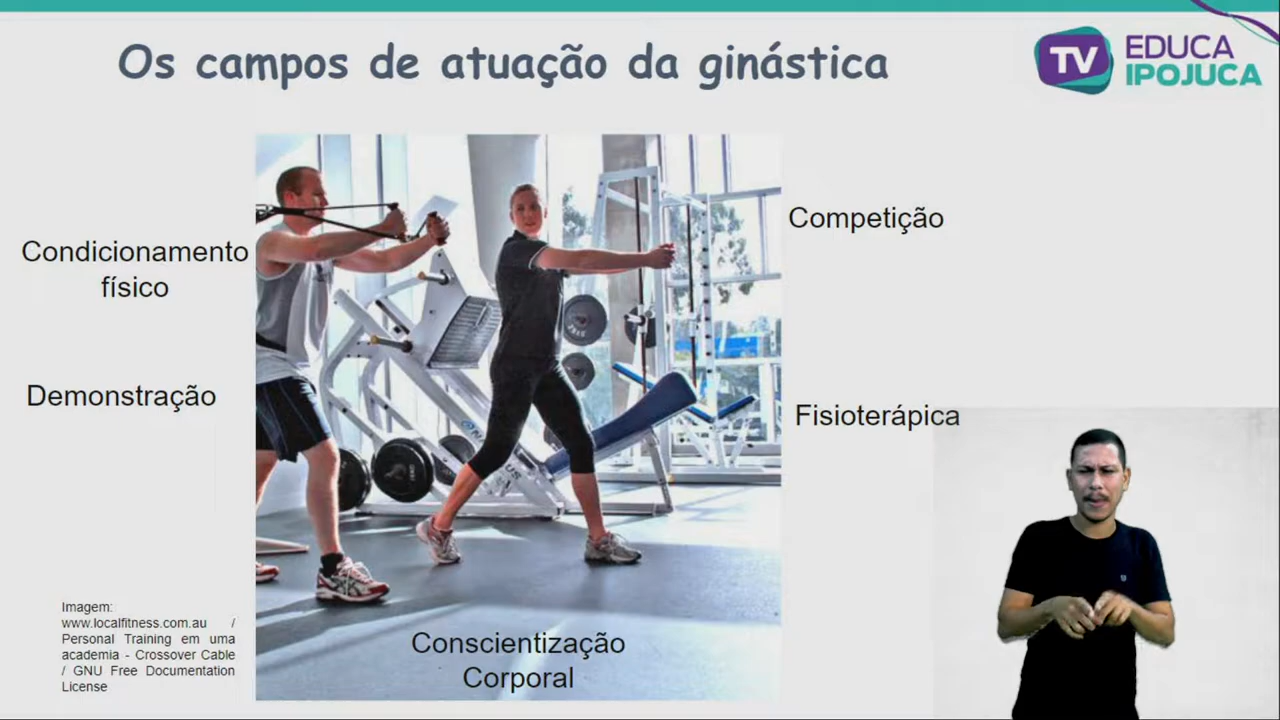 Os campos de atuação da ginástica
TV EDUCA
IPOJUCA
Condicionamento
físico
Competição
Demonstração
Fisioterápica
Conscientização
Corporal
Imagem:
www.localfitness.com.au /
Personal Training em uma
academia - Crossover Cable
/ GNU Free Documentation
License